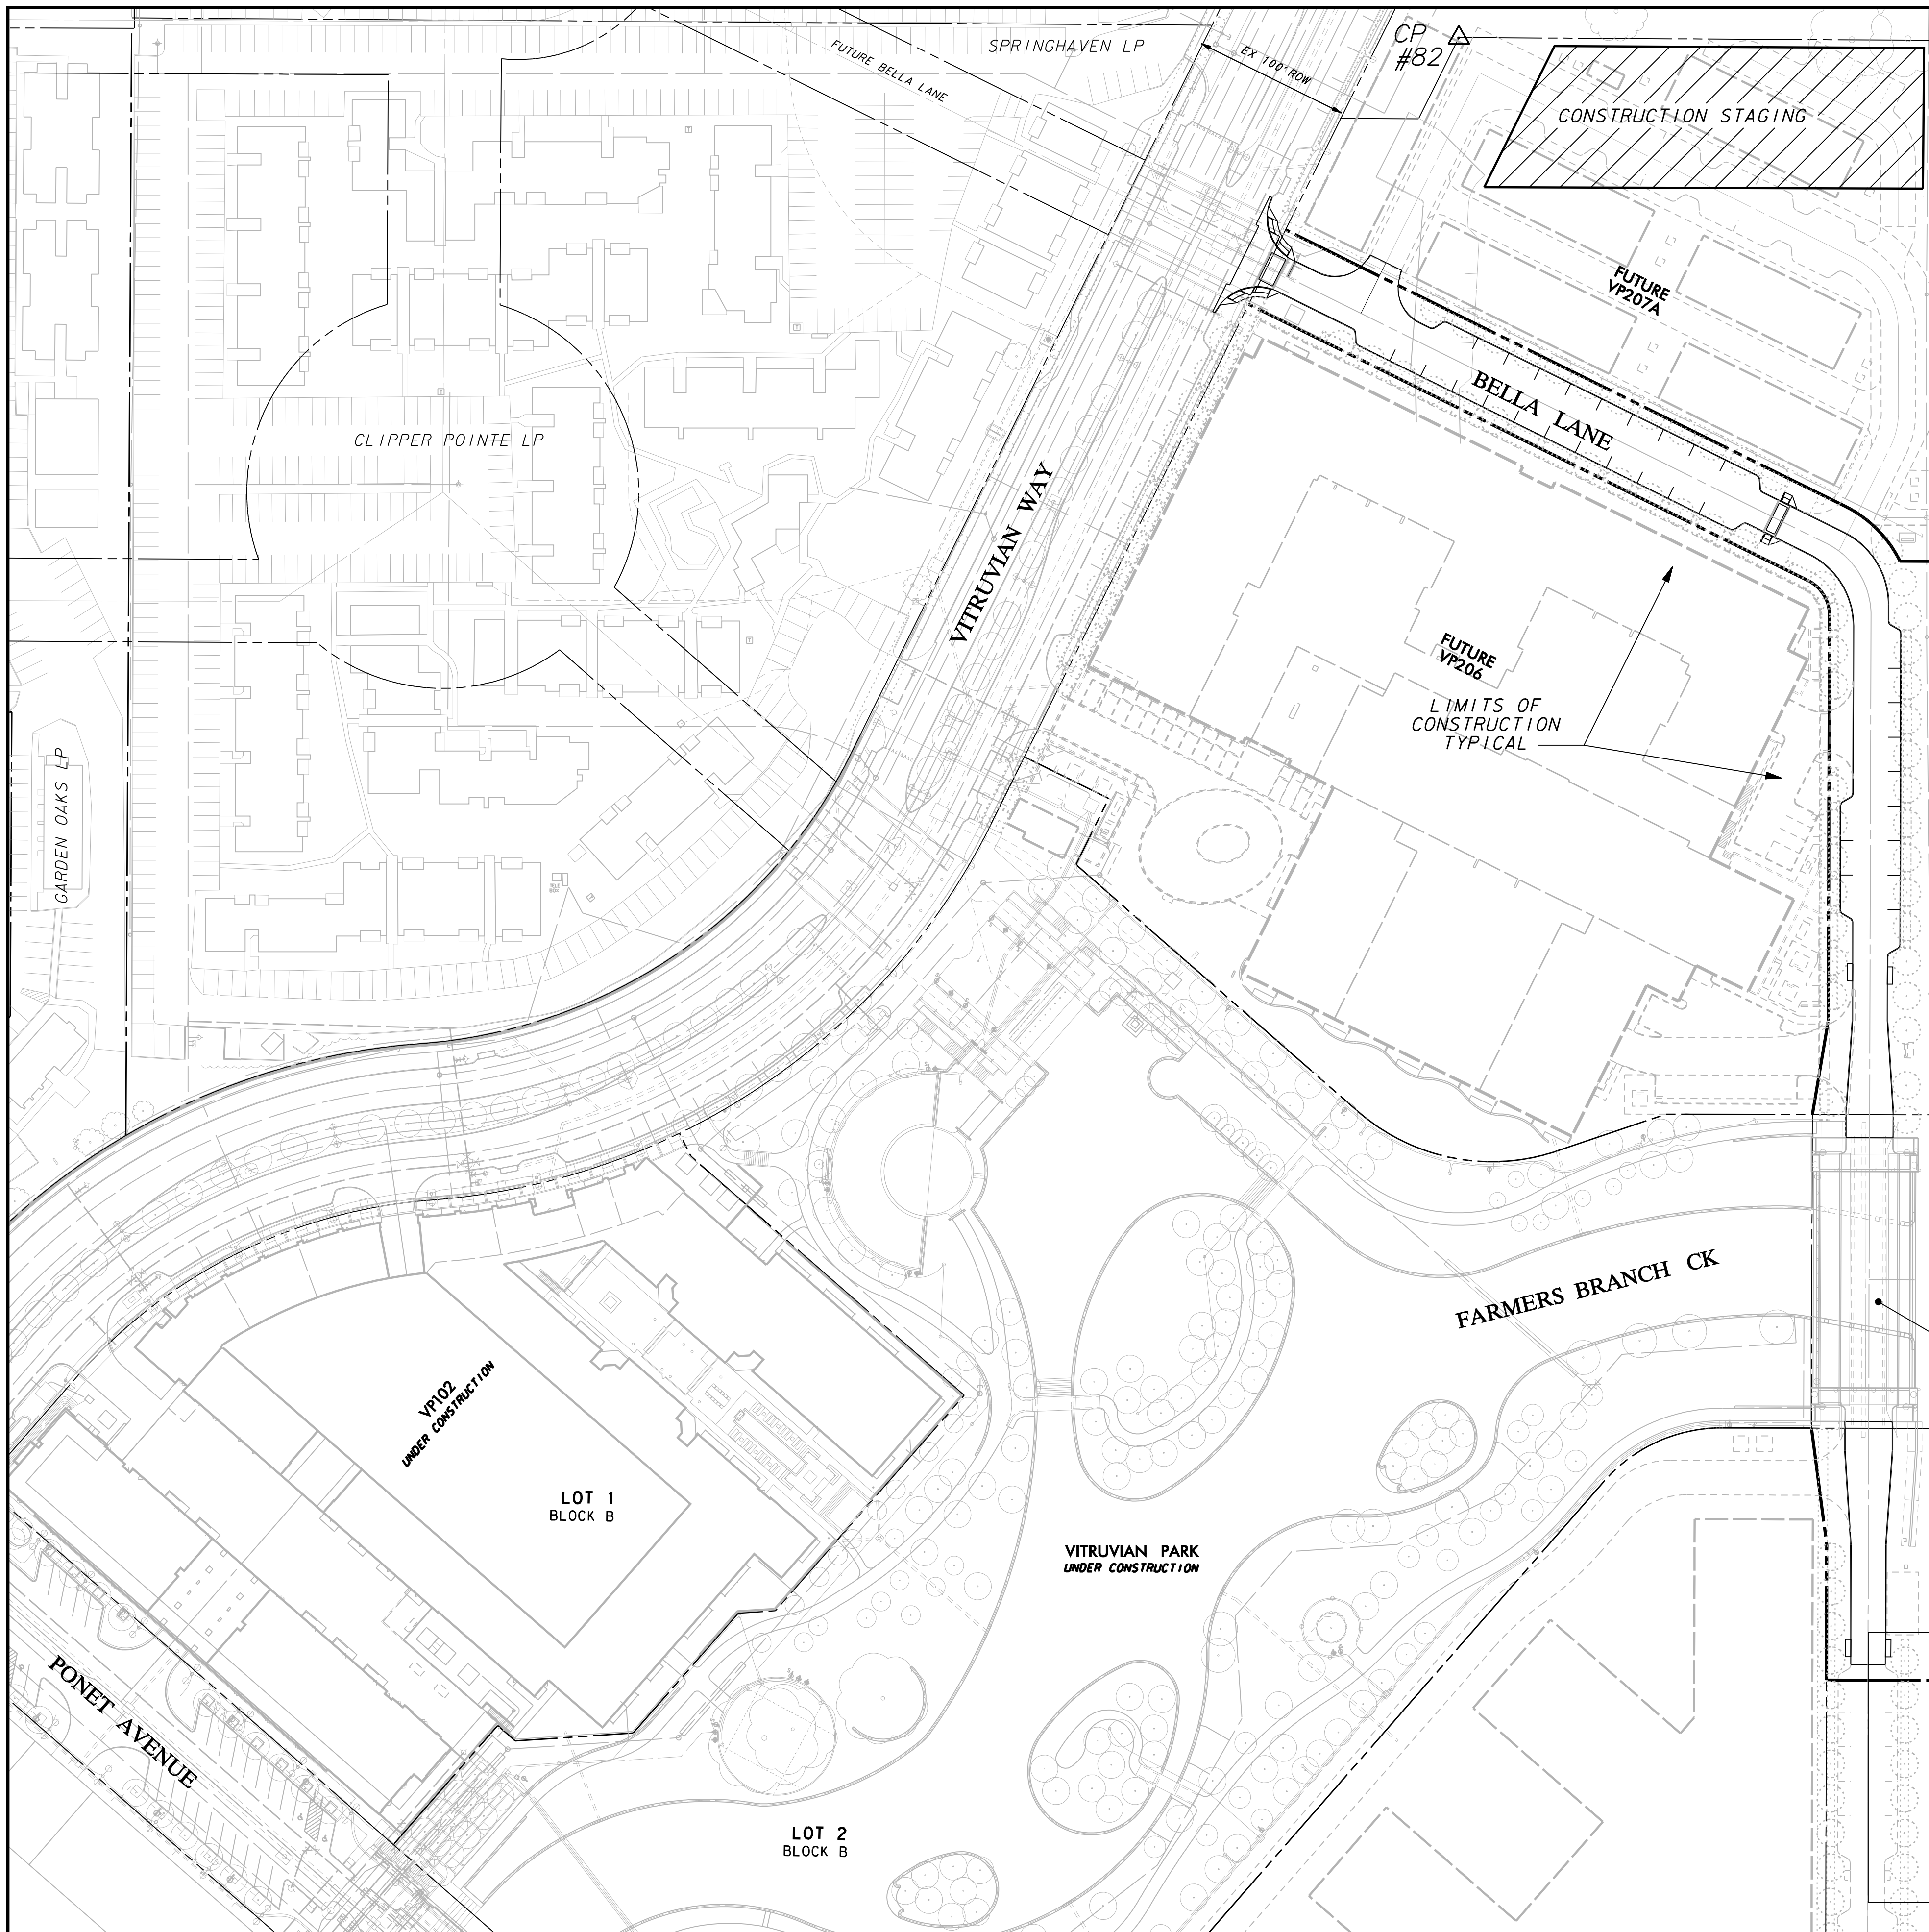 SPRINGHAVEN LP
FUTURE BELLA LANE
EX 100' ROW
CP
#82
CONSTRUCTION STAGING
FUTURE
VP207A
BELLA LANE
CLIPPER POINTE LP
VITRUVIAN WAY
FUTURE
VP206
LIMITS OF
CONSTRUCTION
TYPICAL
GARDEN OAKS LP
TELE
BOX
FARMERS BRANCH CK
VP102
UNDER CONSTRUCTION
LOT 1
BLOCK B
VITRUVIAN PARK
UNDER CONSTRUCTION
PONET AVENUE
LOT 2
BLOCK B